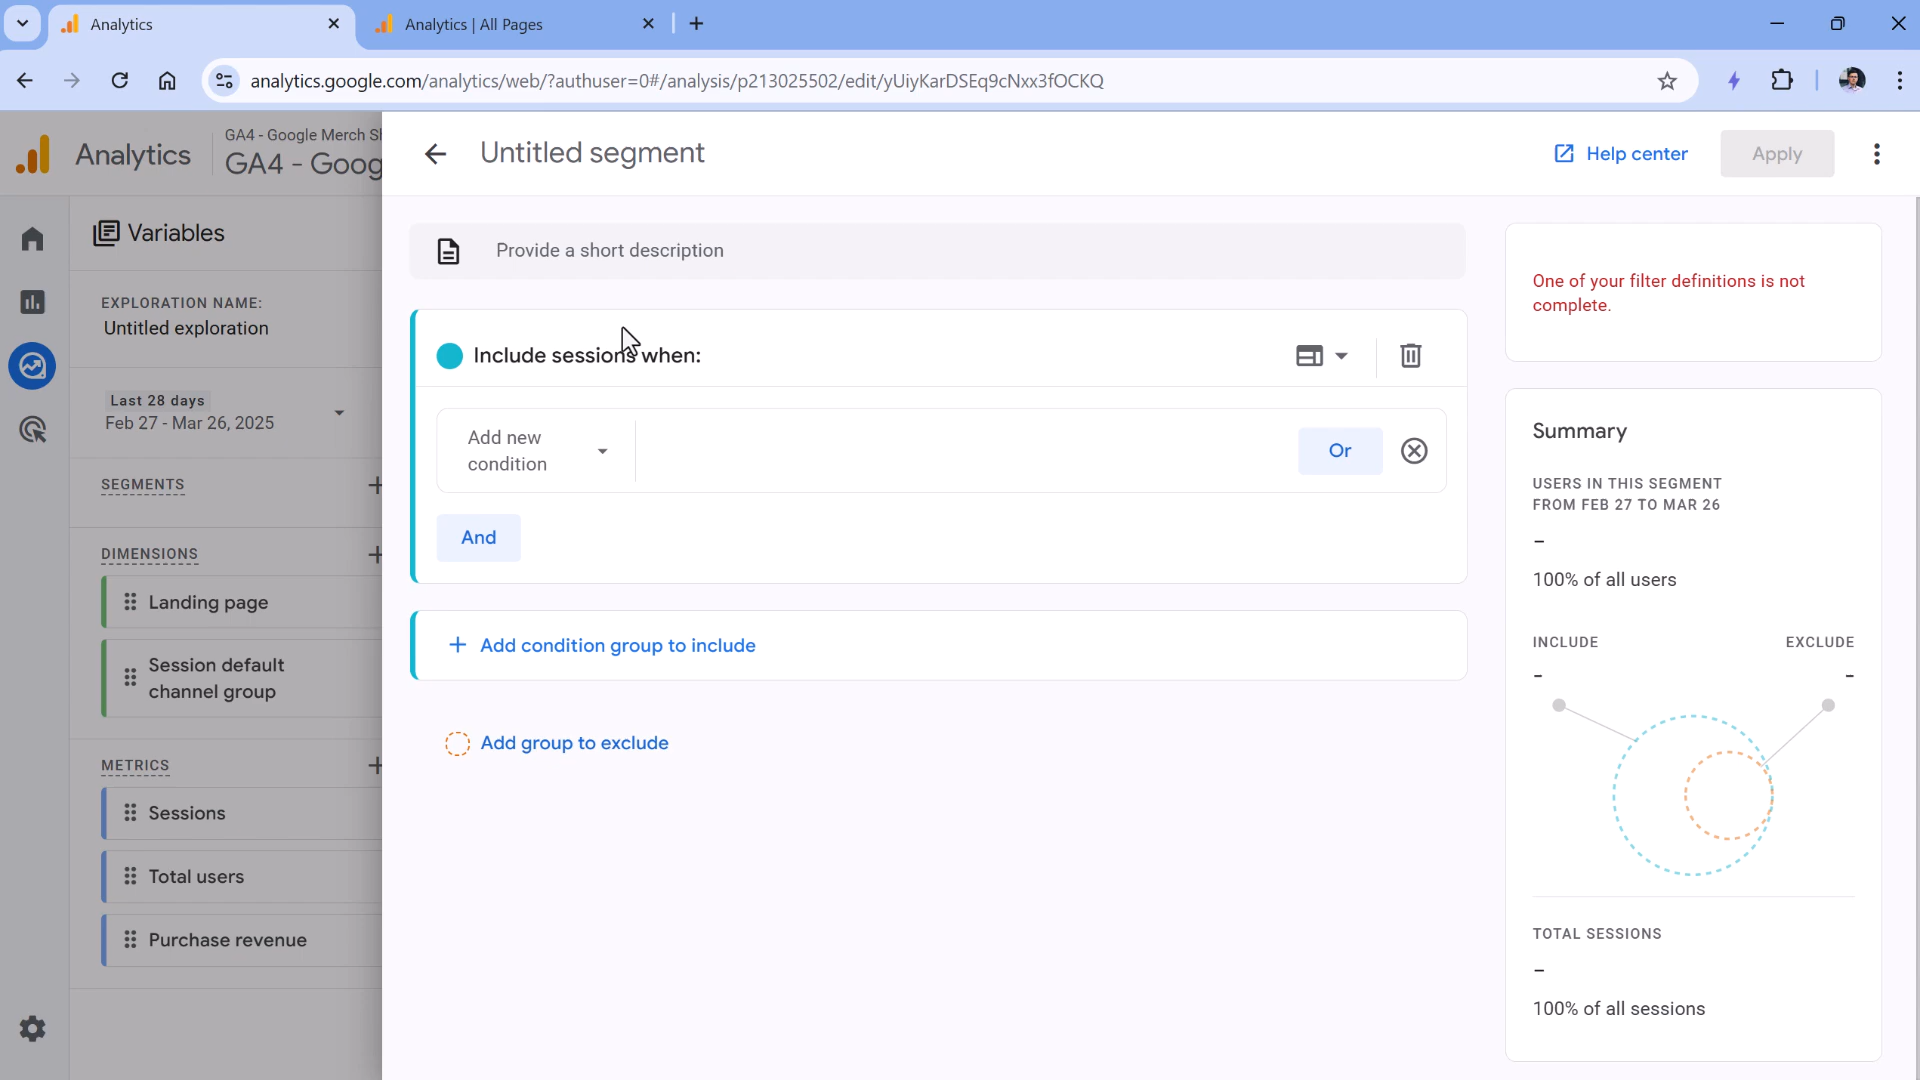 Analytics
Analytics | All Pages
analytics.google.com/analytics/web/?authuser=0#/analysis/p213025502/edit/yUiyKarDSEq9cNxx3fOCKQ
Analytics
GA4 - Google Merch Sh
GA4 - Goog
Untitled segment
Help center
Apply
Variables
EXPLORATION NAME:
Untitled exploration
Last 28 days
Feb 27 - Mar 26, 2025
SEGMENTS
DIMENSIONS
Landing page
Session default
channel group
METRICS
Sessions
Total users
Purchase revenue
Provide a short description
Include sessions when:
Add new
condition
Or
And
Add condition group to include
Add group to exclude
One of your filter definitions is not
complete.
Summary
USERS IN THIS SEGMENT
FROM FEB 27 TO MAR 26
-
100% of all users
INCLUDE
EXCLUDE
-
-
TOTAL SESSIONS
-
100% of all sessions